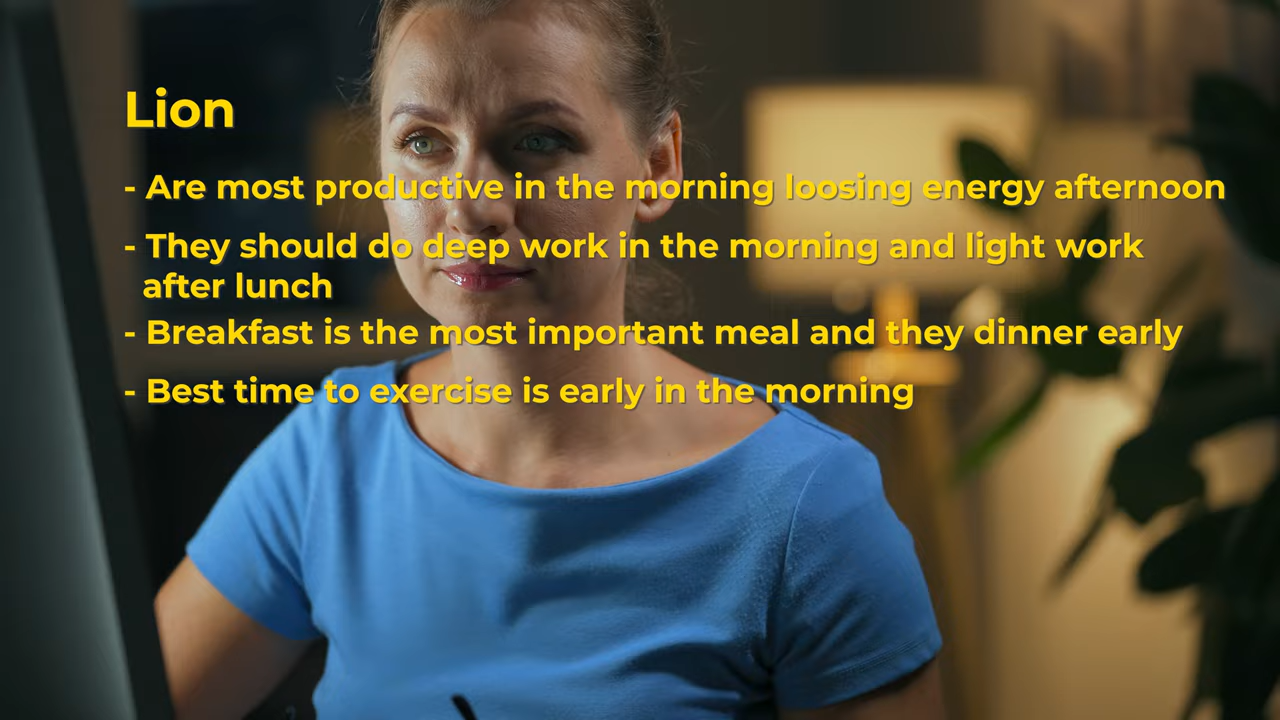 Lion
- Are most productive in the morning loosing energy afternoon
- They should do deep work in the morning and light work
after lunch
- Breakfast is the most important meal and they dinner early
- Best time to exercise is early in the morning